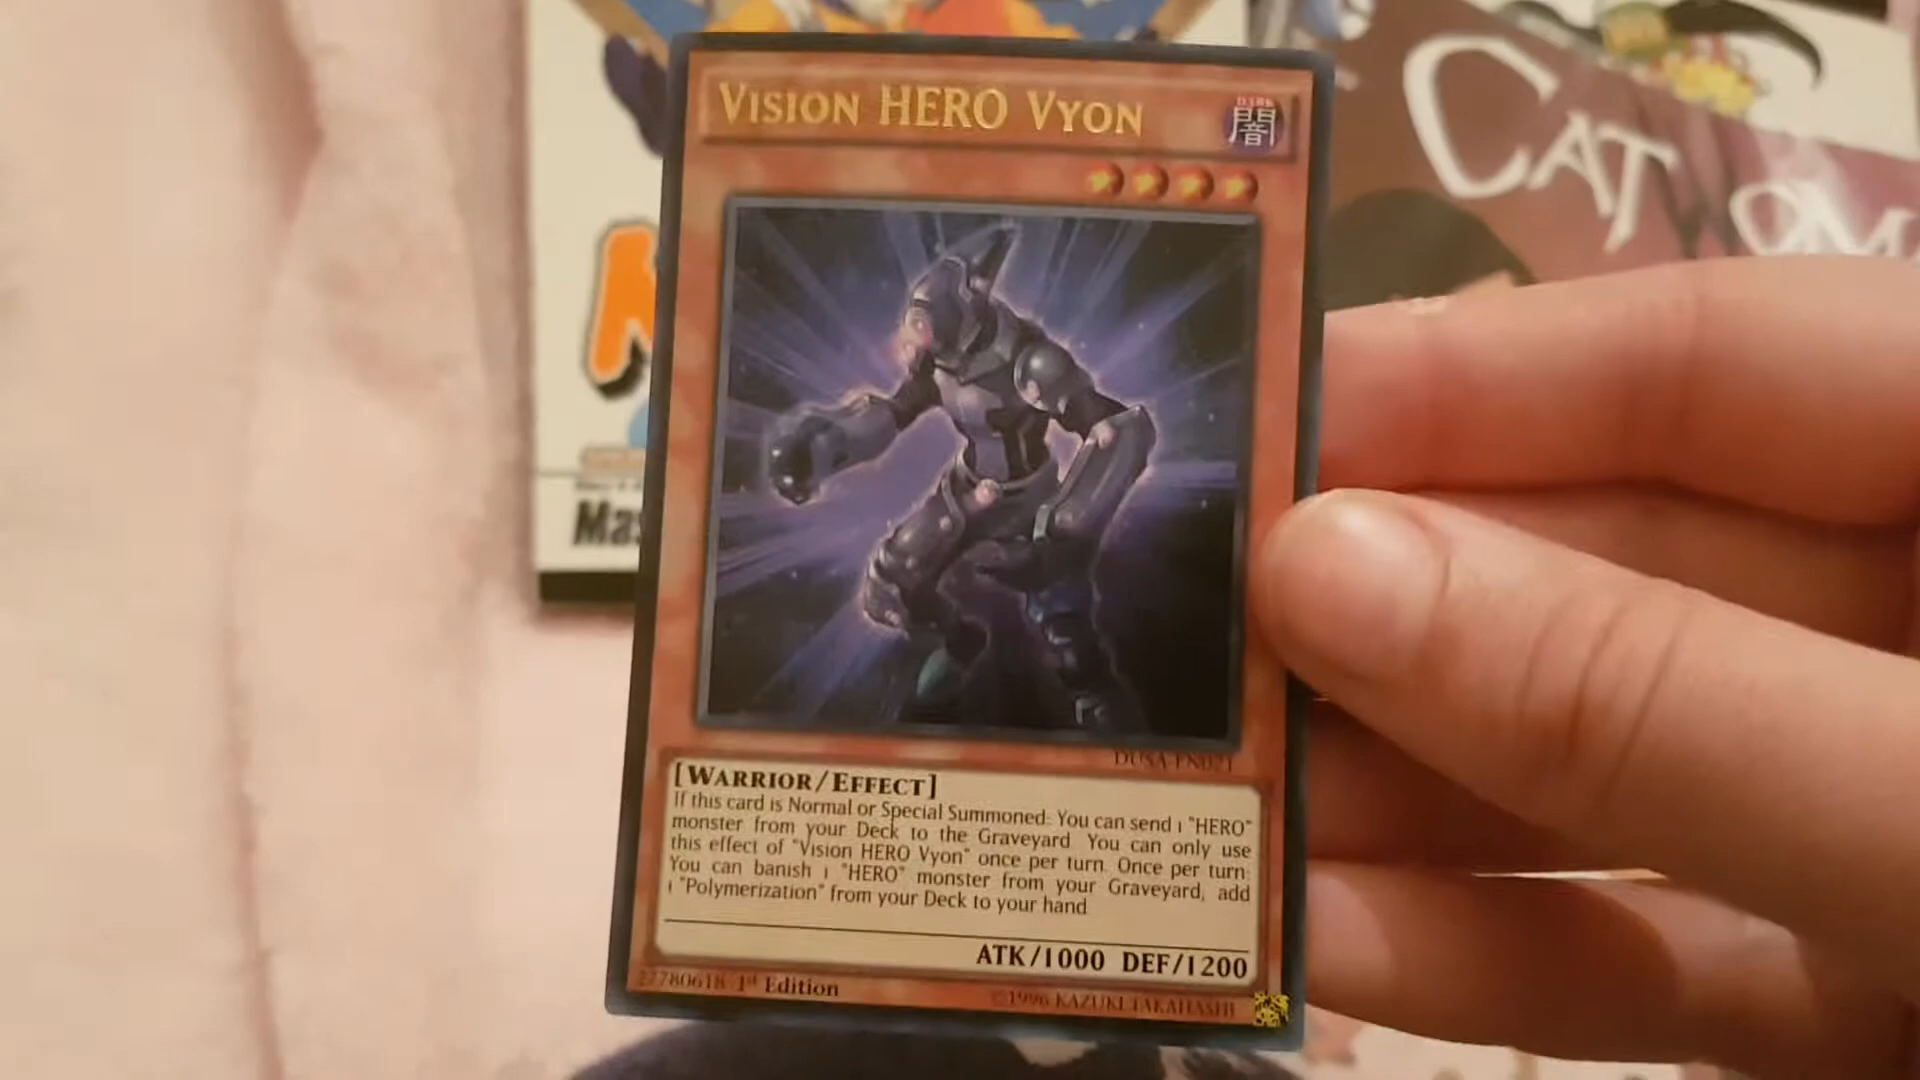 CAT
VISION HERO VYON
DARK
闇
Mas
DUSA-EN021
[WARRIOR/EFFECT]
If this card is Normal or Special Summoned: You can send 1 "HERO"
monster from your Deck to the Graveyard. You can only use
this effect of "Vision HERO Vyon" once per turn. Once per turn:
You can banish 1 "HERO" monster from your Graveyard, add
1 "Polymerization" from your Deck to your hand.
ATK/1000 DEF/1200
27780618 1st Edition
©1996 KAZUKI TAKAHASHI